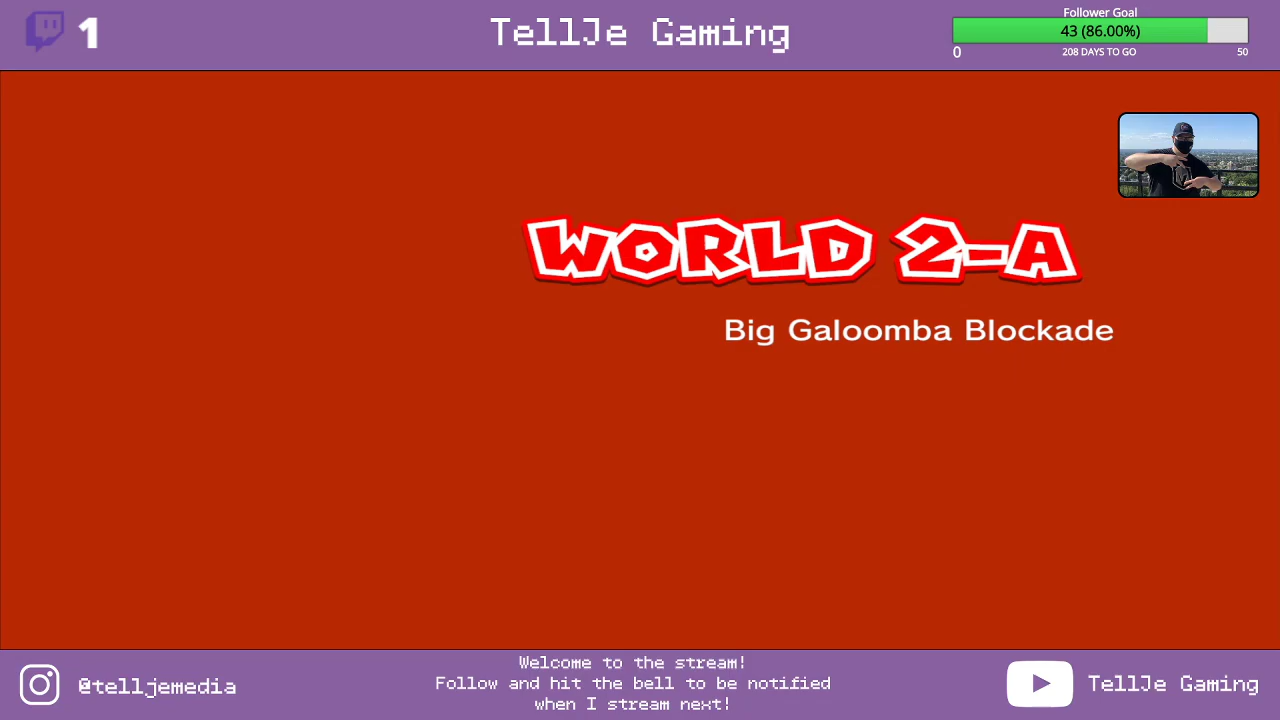 1
TellJe Gaming
Follower Goal
43 (86.00%)
0
208 DAYS TO GO
50
WORLD 2-A
Big Galoomba Blockade
@telljemedia
Welcome to the stream!
Follow and hit the bell to be notified
when I stream next!
TellJe Gaming